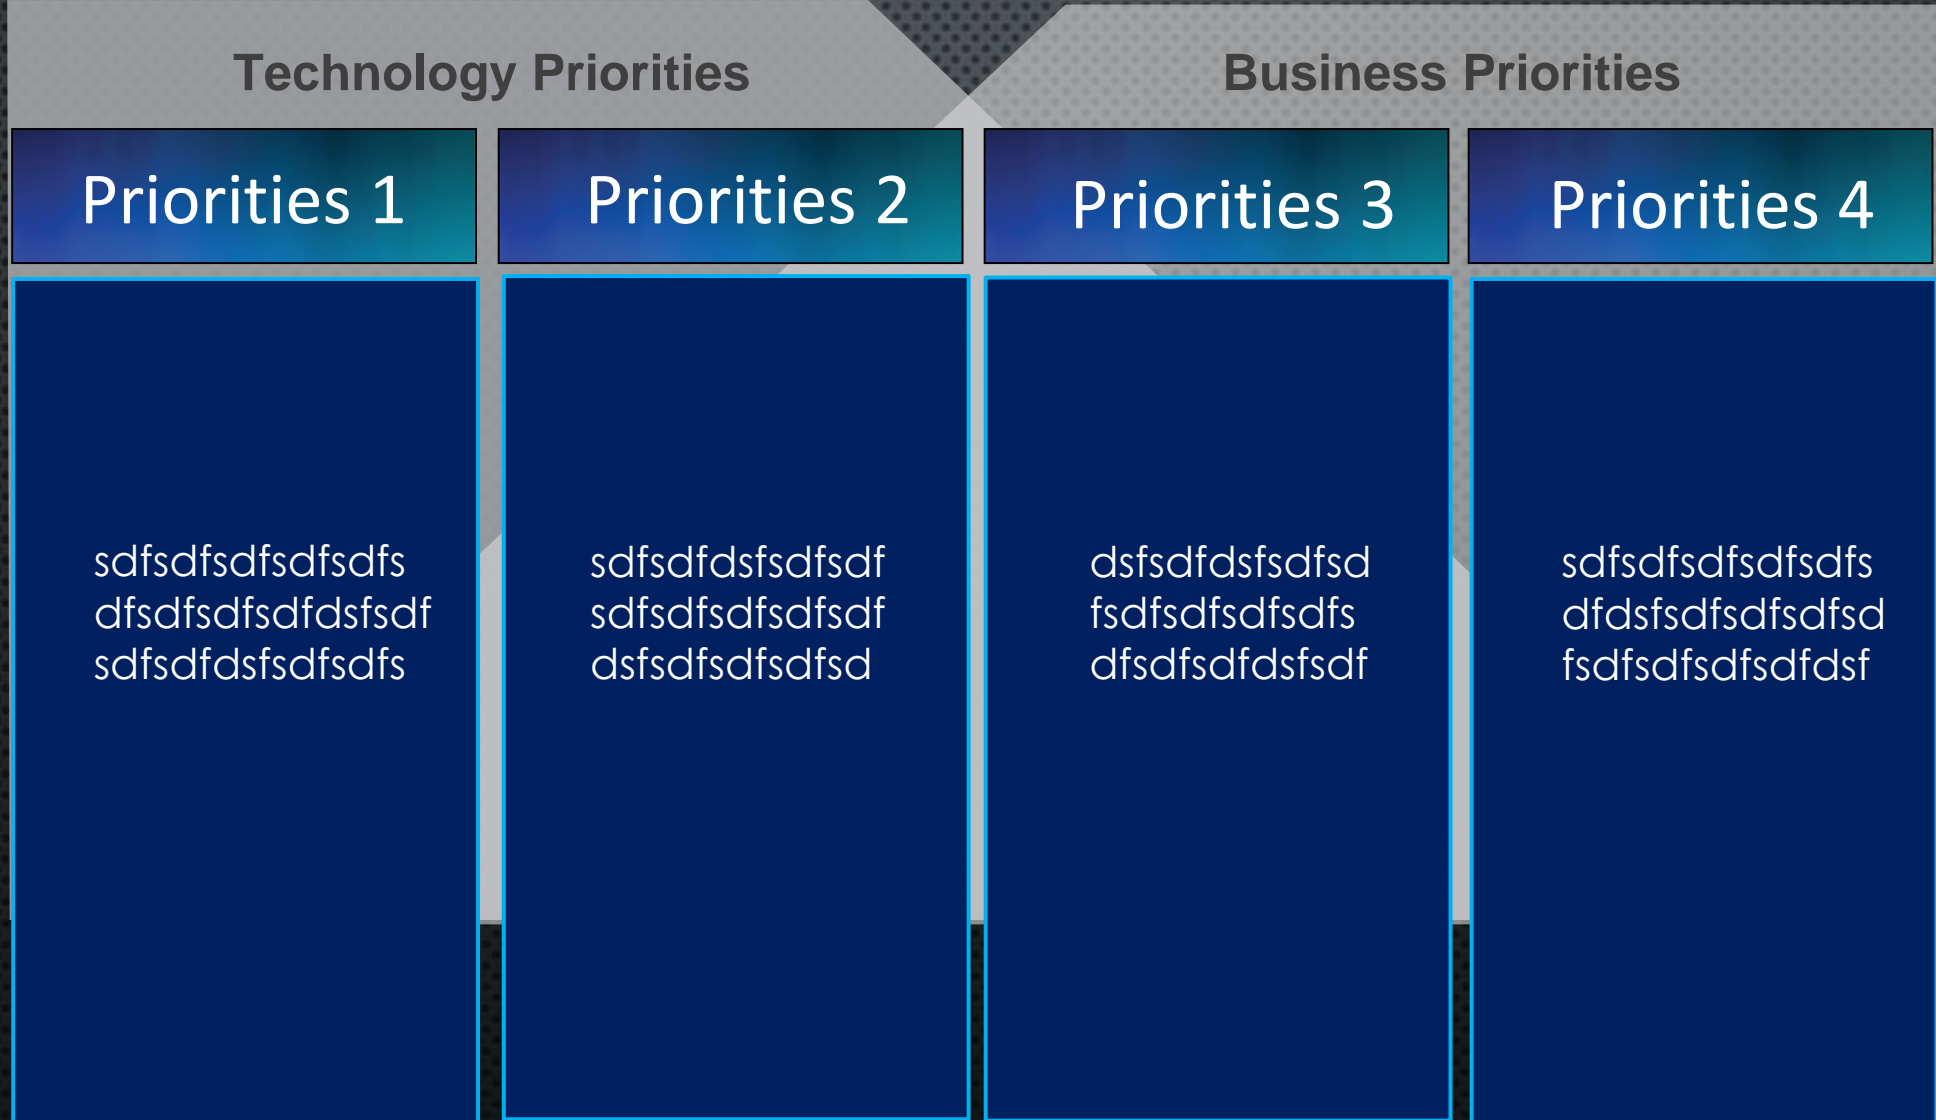 Technology Priorities
Business Priorities
Priorities 1
Priorities 2
Priorities 3
Priorities 4
sdfsdfsdfsdfsdfs
dfsdfsdfsdfdsfsdf
sdfsdfdsfsdfsdfs
sdfsdfdsfsdfsdf
sdfsdfsdfsdfsdf
dsfsdfsdfsdfsd
dsfsdfdsfsdfsd
fsdfsdfsdfsdfs
dfsdfsdfdsfsdf
sdfsdfsdfsdfsdfs
dfdsfsdfsdfsdfsd
fsdfsdfsdfsdfdsf